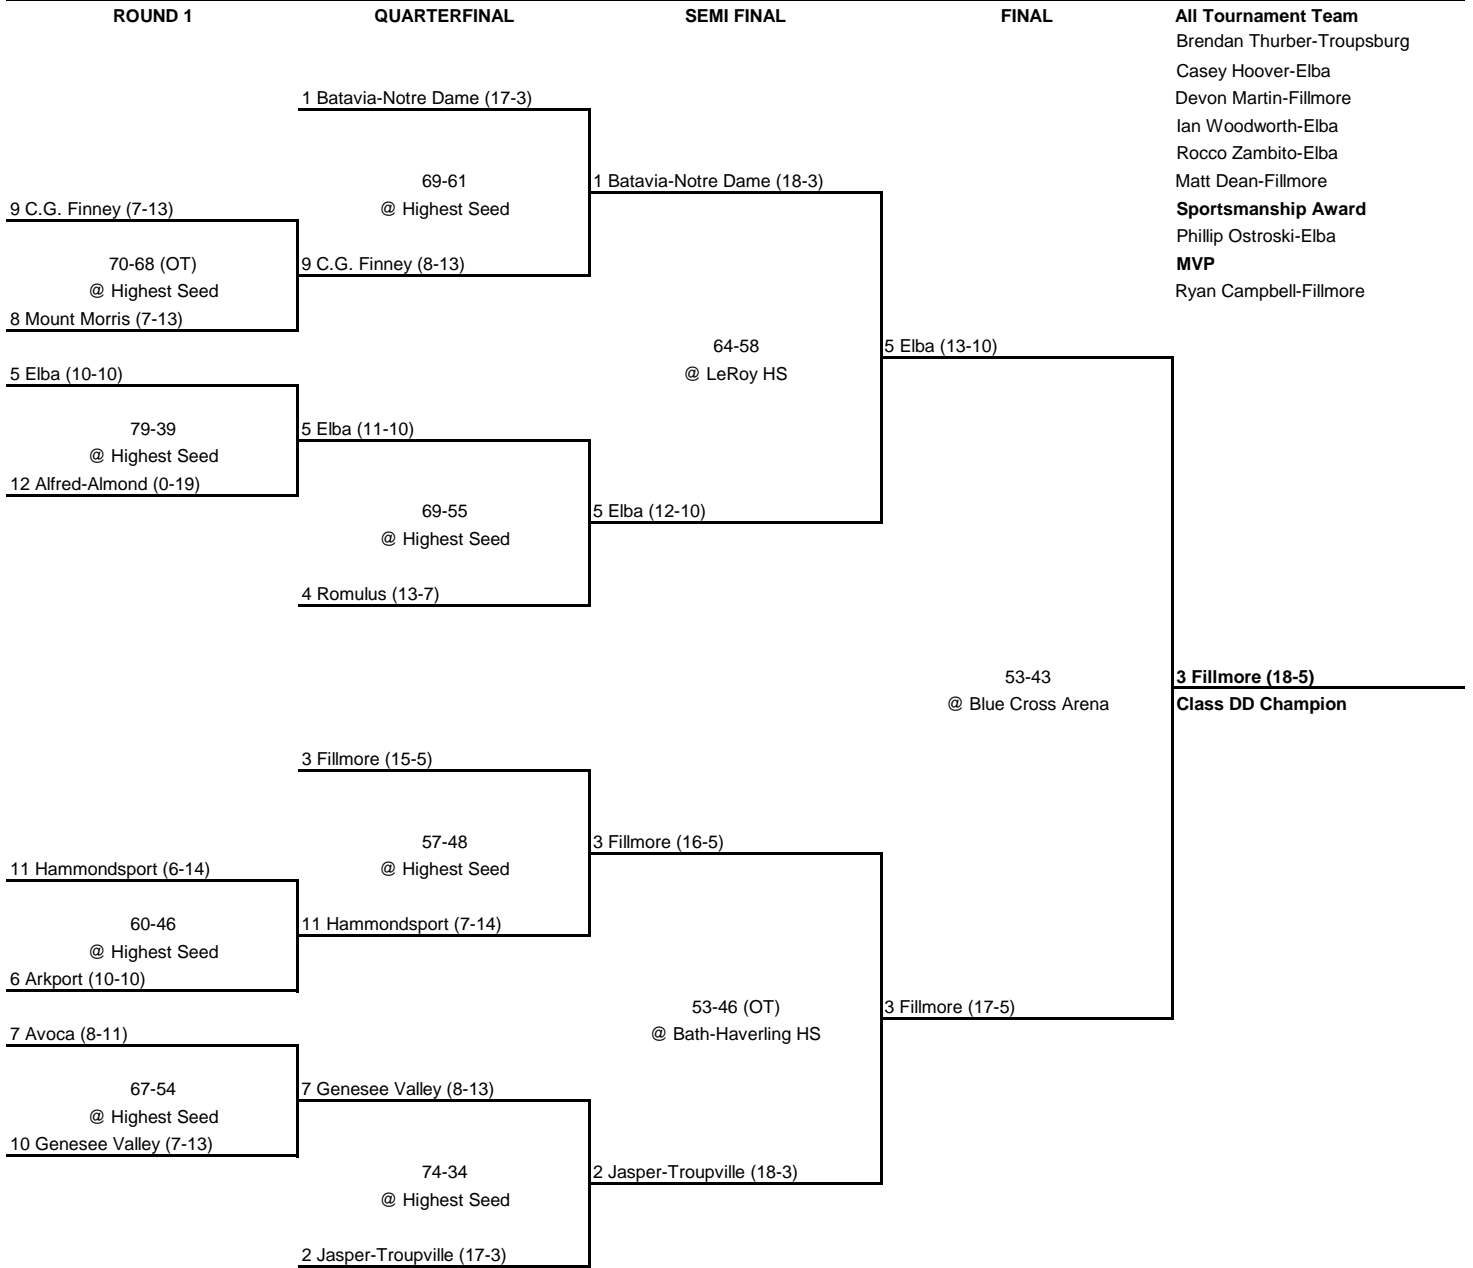 ROUND 1 QUARTERFINAL SEMI FINAL FINAL All Tournament Team
Brendan Thurber-Troupsburg
Casey Hoover-Elba
1 Batavia-Notre Dame (17-3) Devon Martin-Fillmore
Ian Woodworth-Elba
Rocco Zambito-Elba
69-61 1 Batavia-Notre Dame (18-3) Matt Dean-Fillmore
9 C.G. Finney (7-13) @ Highest Seed Sportsmanship Award
Phillip Ostroski-Elba
70-68 (OT) 9 C.G. Finney (8-13) MVP
@ Highest Seed Ryan Campbell-Fillmore
8 Mount Morris (7-13)
64-58 5 Elba (13-10)
5 Elba (10-10) @ LeRoy HS
79-39 5 Elba (11-10)
@ Highest Seed
12 Alfred-Almond (0-19)
69-55 5 Elba (12-10)
@ Highest Seed
4 Romulus (13-7)
53-43 3 Fillmore (18-5)
@ Blue Cross Arena Class DD Champion
3 Fillmore (15-5)
57-48 3 Fillmore (16-5)
11 Hammondsport (6-14) @ Highest Seed
60-46 11 Hammondsport (7-14)
@ Highest Seed
6 Arkport (10-10)
53-46 (OT) 3 Fillmore (17-5)
7 Avoca (8-11) @ Bath-Haverling HS
67-54 7 Genesee Valley (8-13)
@ Highest Seed
10 Genesee Valley (7-13)
74-34 2 Jasper-Troupville (18-3)
@ Highest Seed
2 Jasper-Troupville (17-3)